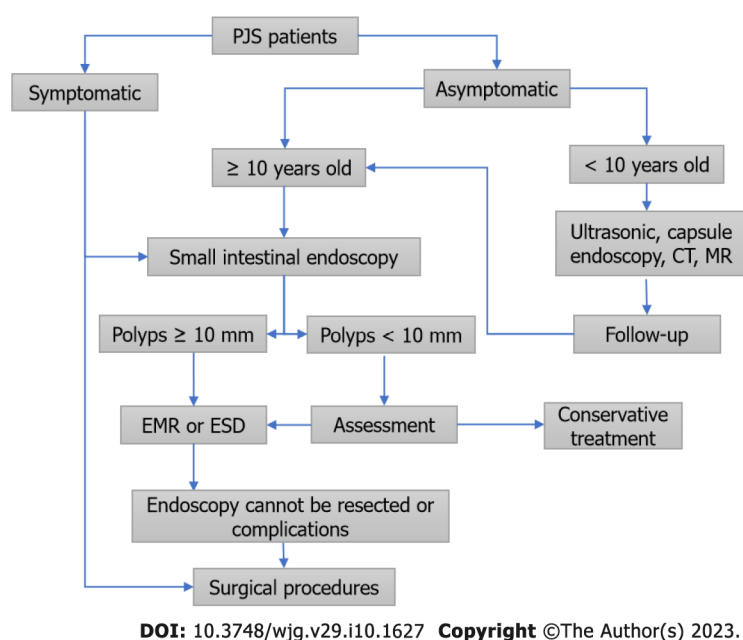 PJS patients
Symptomatic
Asymptomatic
≥ 10 years old
< 10 years old
Ultrasonic, capsule
endoscopy, CT, MR
Small intestinal endoscopy
Polyps ≥ 10 mm
Polyps < 10 mm
Follow-up
EMR or ESD
Assessment
Conservative
treatment
Endoscopy cannot be resected or
complications
Surgical procedures
DOI: 10.3748/wjg.v29.i10.1627 Copyright ©The Author(s) 2023.